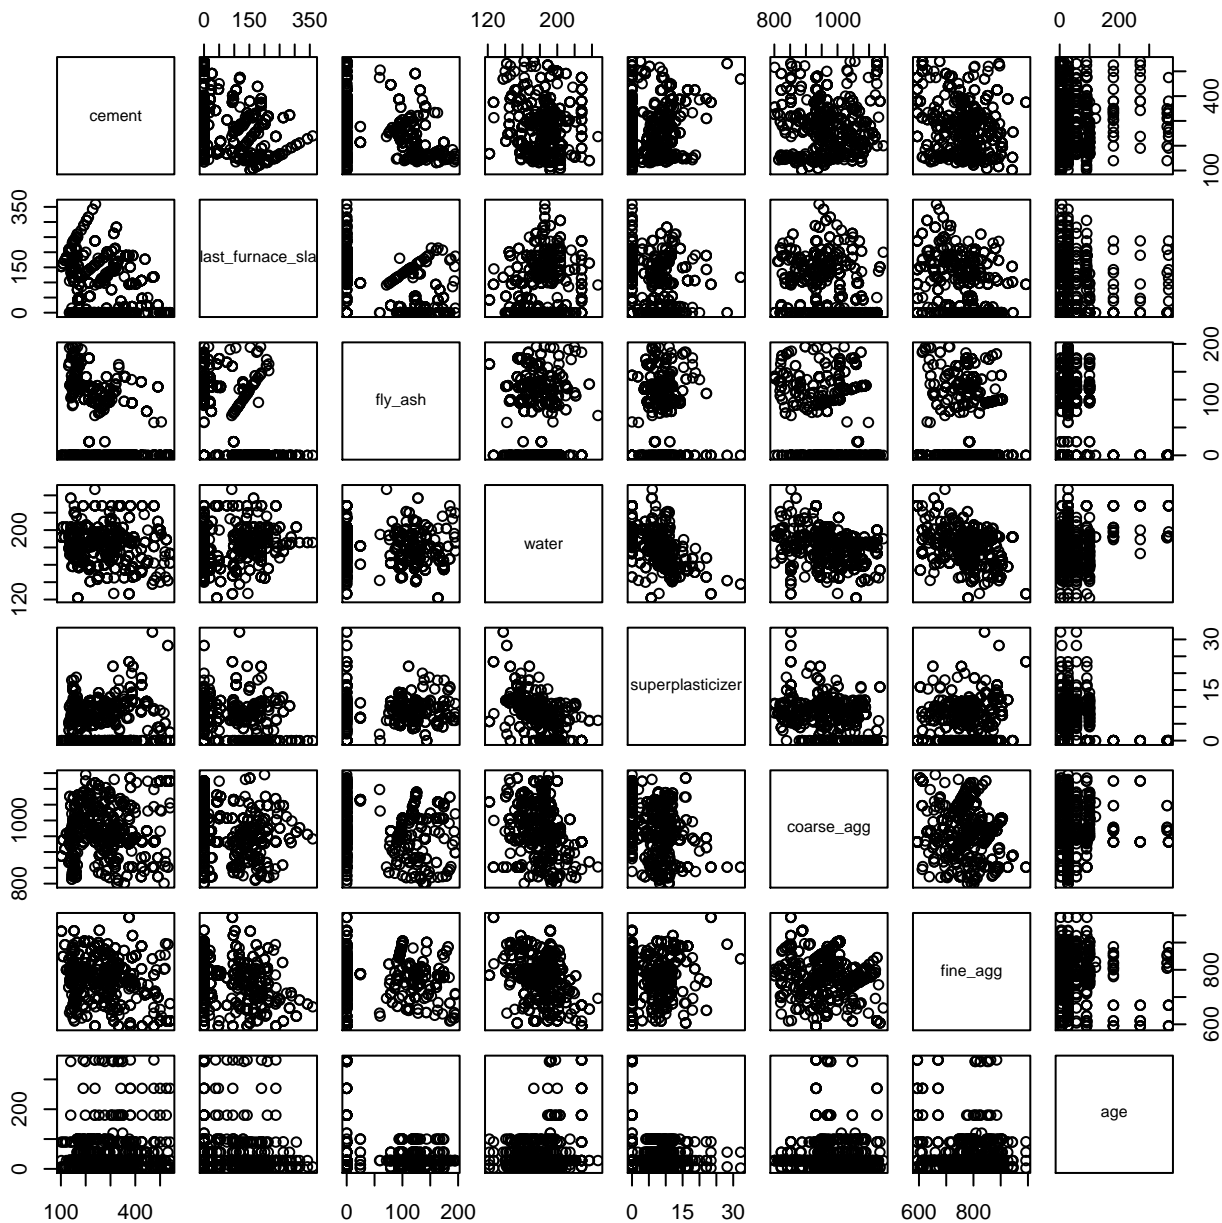 0 150 350 120 200 800 1000 0 200
cement 100 400
0 150 350 last_furnace_sla
fly_ash 0 100 200
120 200 water
superplasticizer 0 15 30
800 1000 coarse_agg
fine_agg 600 800
0 200 age
100 400 0 100 200 0 15 30 600 800